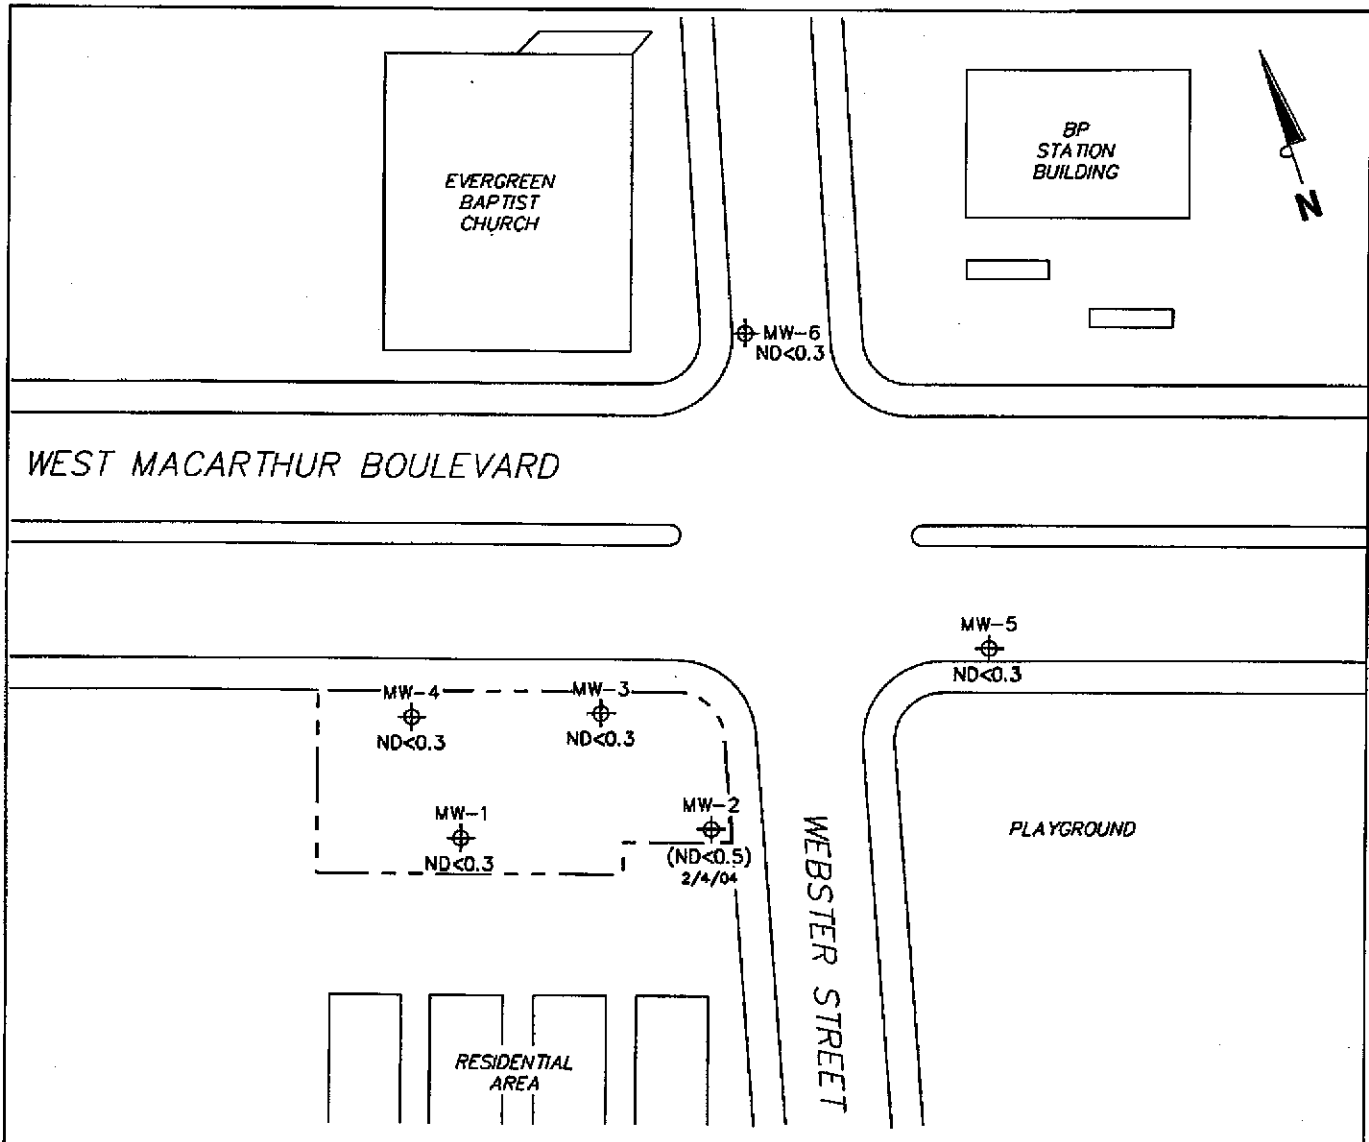 EVERGREEN
BAPTIST
CHURCH
BP
STATION
BUILDING
N
MW-6
ND<0.3
WEST MACARTHUR BOULEVARD
MW-5
ND<0.3
MW-4
ND<0.3
MW-3
ND<0.3
MW-1
ND<0.3
MW-2
(ND<0.5)
2/4/04
PLAYGROUND
WEBSTER STREET
RESIDENTIAL
AREA